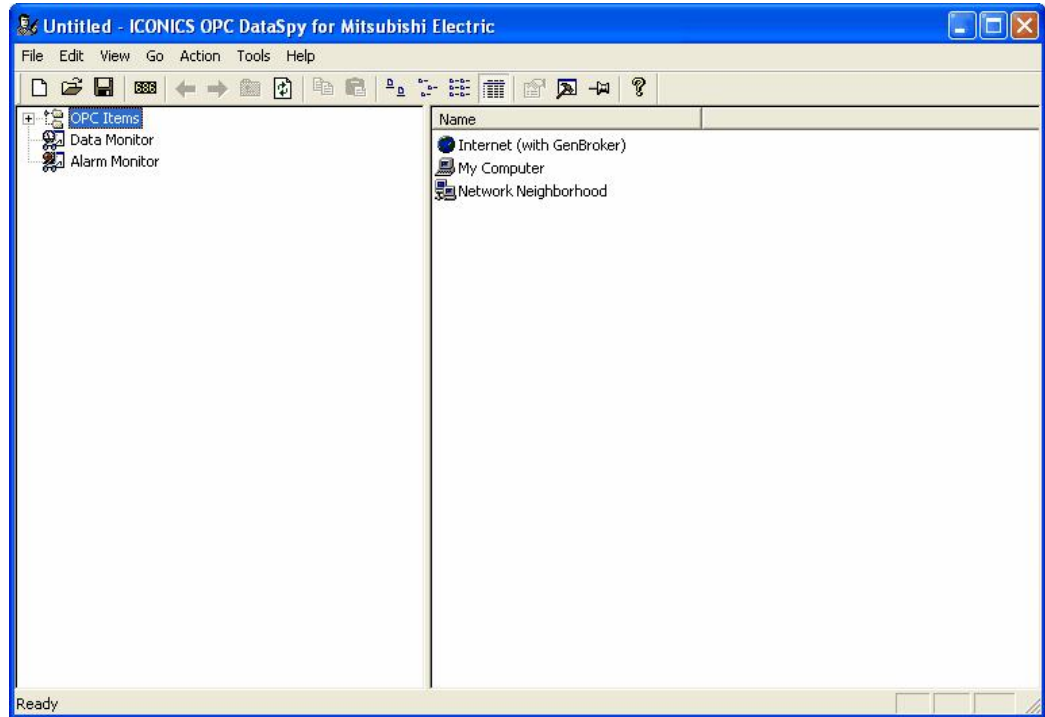 Untitled - ICONICS OPC DataSpy for Mitsubishi Electric
File Edit View Go Action Tools Help
686
OPC Items
Data Monitor
Alarm Monitor
Name
Internet (with GenBroker)
My Computer
Network Neighborhood
Ready